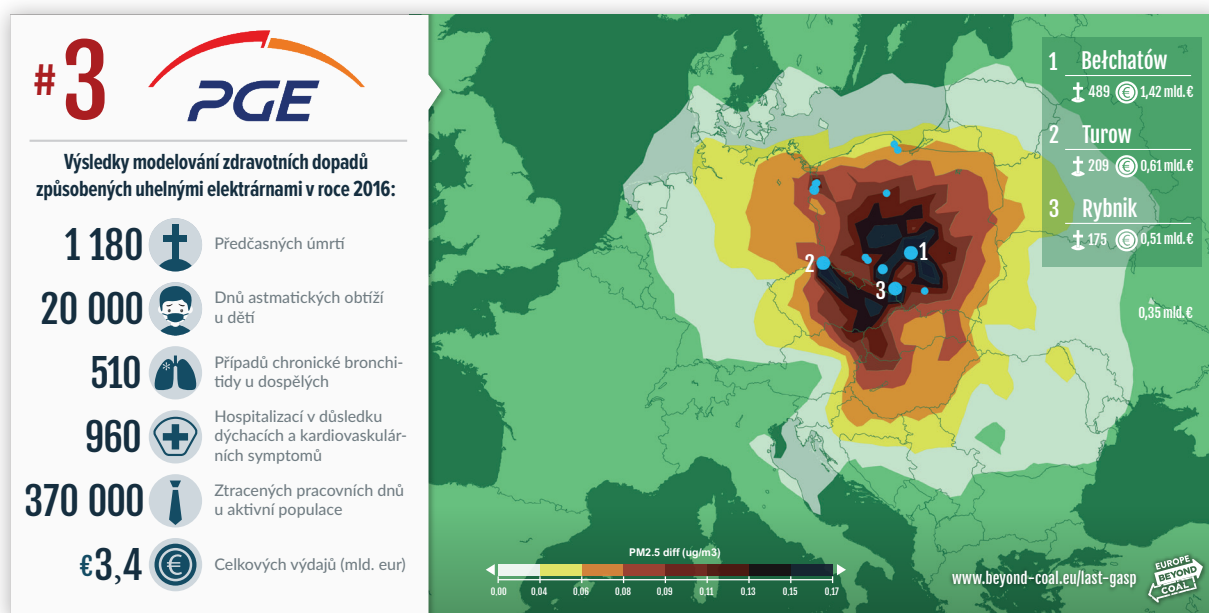 #3
PGE
Výsledky modelování zdravotních dopadů
způsobených uhelnými elektrárnami v roce 2016:
1 180
Předčasných úmrtí
20 000
Dnů astmatických obtíží
u dětí
510
Případů chronické bronchi-
tidy u dospělých
960
Hospitalizací v důsledku
dýchacích a kardiovaskulár-
ních symptomů
370 000
Ztracených pracovních dnů
u aktivní populace
€3,4
Celkových výdajů (mld. eur)
1 Bełchatów
489 € 1,42 mld. €
2 Turow
209 € 0,61 mld. €
3 Rybnik
175 € 0,51 mld. €
0,35 mld. €
1
2
3
PM2.5 diff (ug/m3)
0.00 0.04 0.06 0.08 0.09 0.11 0.13 0.15 0.17
www.beyond-coal.eu/last-gasp
EUROPE
BEYOND
COAL